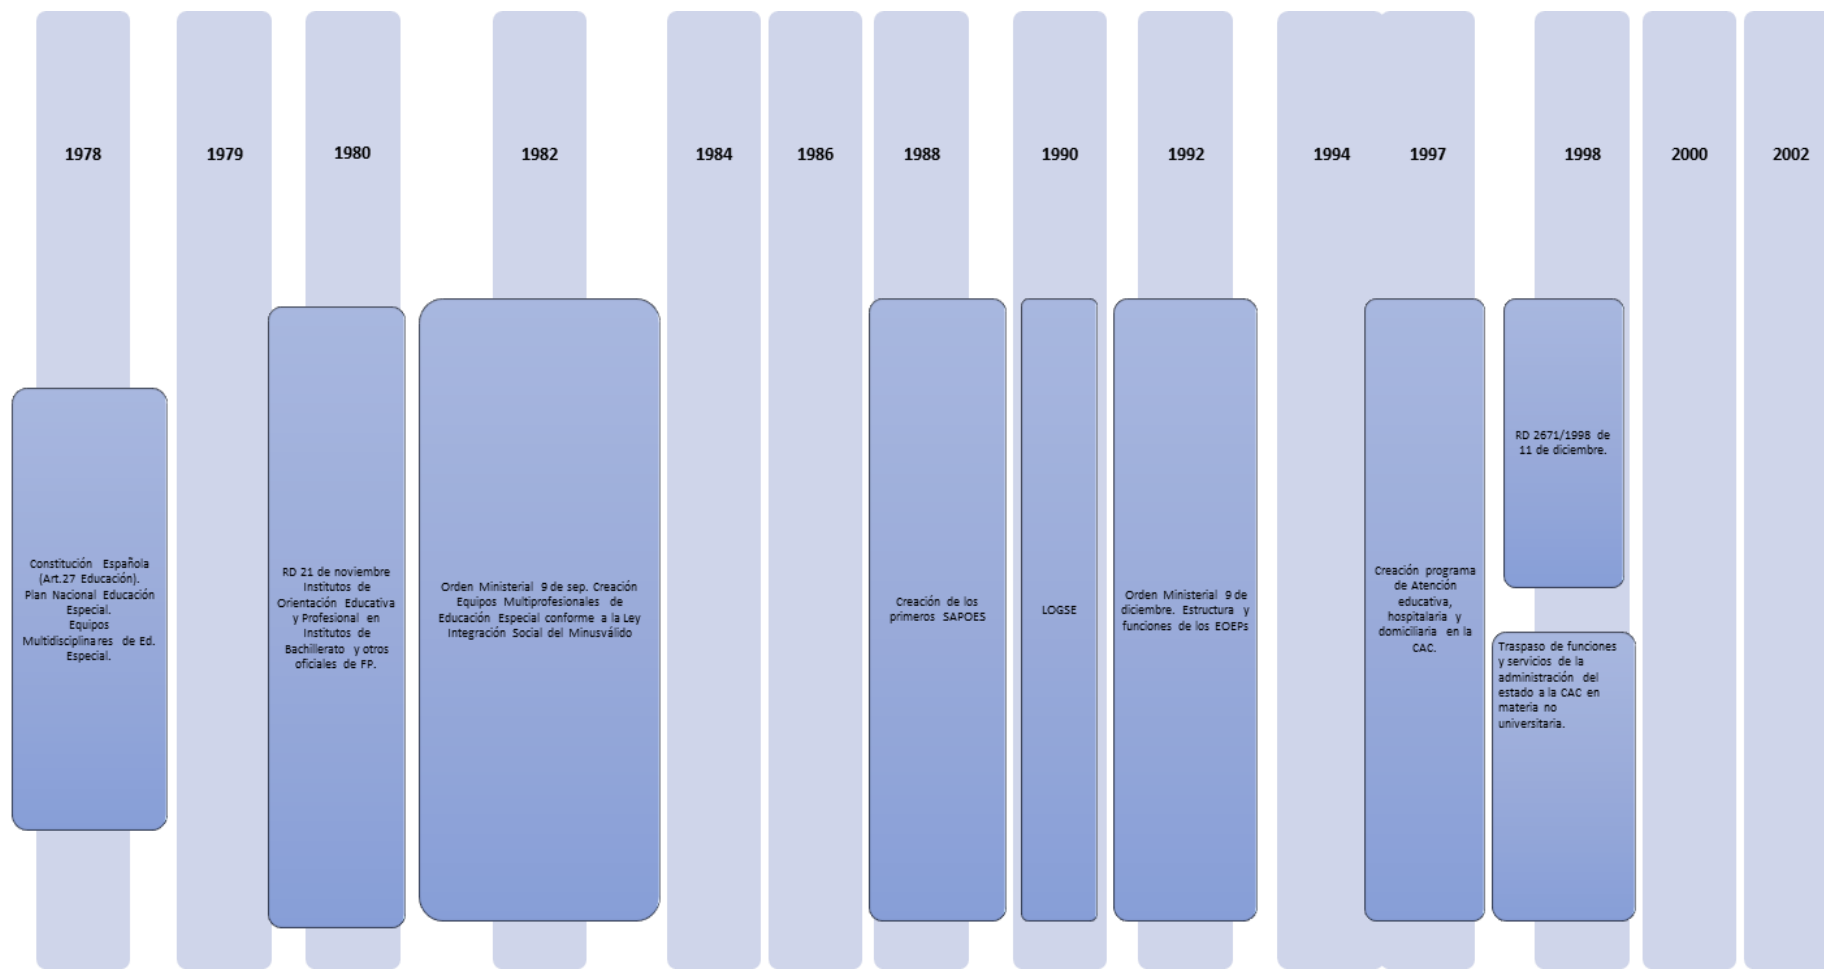 1978
1979
1980
1982
1984
1986
1988
1990
1992
1994
1997
1998
2000
2002
Constitución Española
(Art.27 Educación).
Plan Nacional Educación
Especial.
Equipos
Multidisciplinares de Ed.
Especial.
RD 21 de noviembre
Institutos de
Orientación Educativa
y Profesional en
Institutos de
Bachillerato y otros
oficiales de FP.
Orden Ministerial 9 de sep. Creación
Equipos Multiprofesionales de
Educación Especial conforme a la Ley
Integración Social del Minusválido
Creación de los
primeros SAPOES
LOGSE
Orden Ministerial 9 de
diciembre. Estructura y
funciones de los EOEPs
Creación programa
de Atención
educativa,
hospitalaria y
domiciliaria en la
CAC.
RD 2671/1998 de
11 de diciembre.
Traspaso de funciones
y servicios de la
administración del
estado a la CAC en
materia no
universitaria.